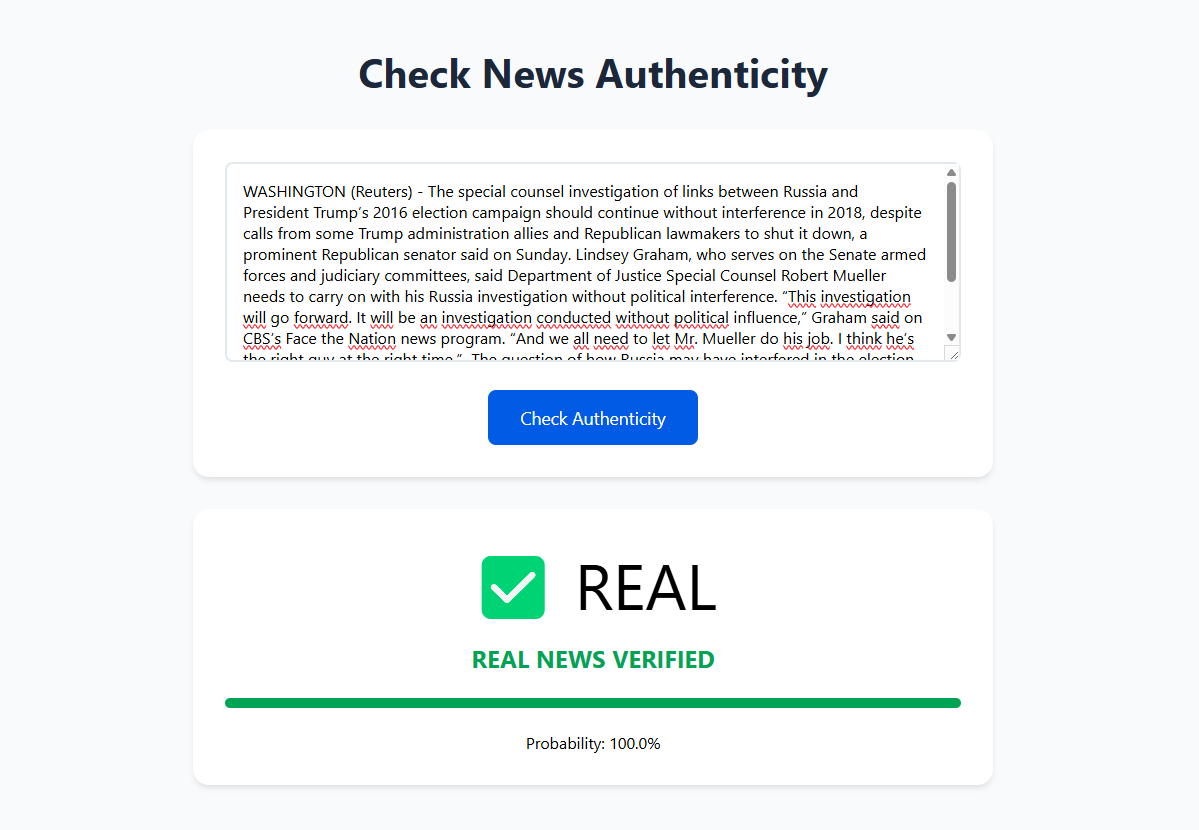 Check News Authenticity
WASHINGTON (Reuters) - The special counsel investigation of links between Russia and
President Trump’s 2016 election campaign should continue without interference in 2018, despite
calls from some Trump administration allies and Republican lawmakers to shut it down, a
prominent Republican senator said on Sunday. Lindsey Graham, who serves on the Senate armed
forces and judiciary committees, said Department of Justice Special Counsel Robert Mueller
needs to carry on with his Russia investigation without political interference. “This investigation
will go forward. It will be an investigation conducted without political influence,” Graham said on
CBS’s Face the Nation news program. “And we all need to let Mr. Mueller do his job. I think he’s
the right guy at the right time.”  The question of how Russia may have interfered in the election
Check Authenticity
REAL
REAL NEWS VERIFIED
Probability: 100.0%